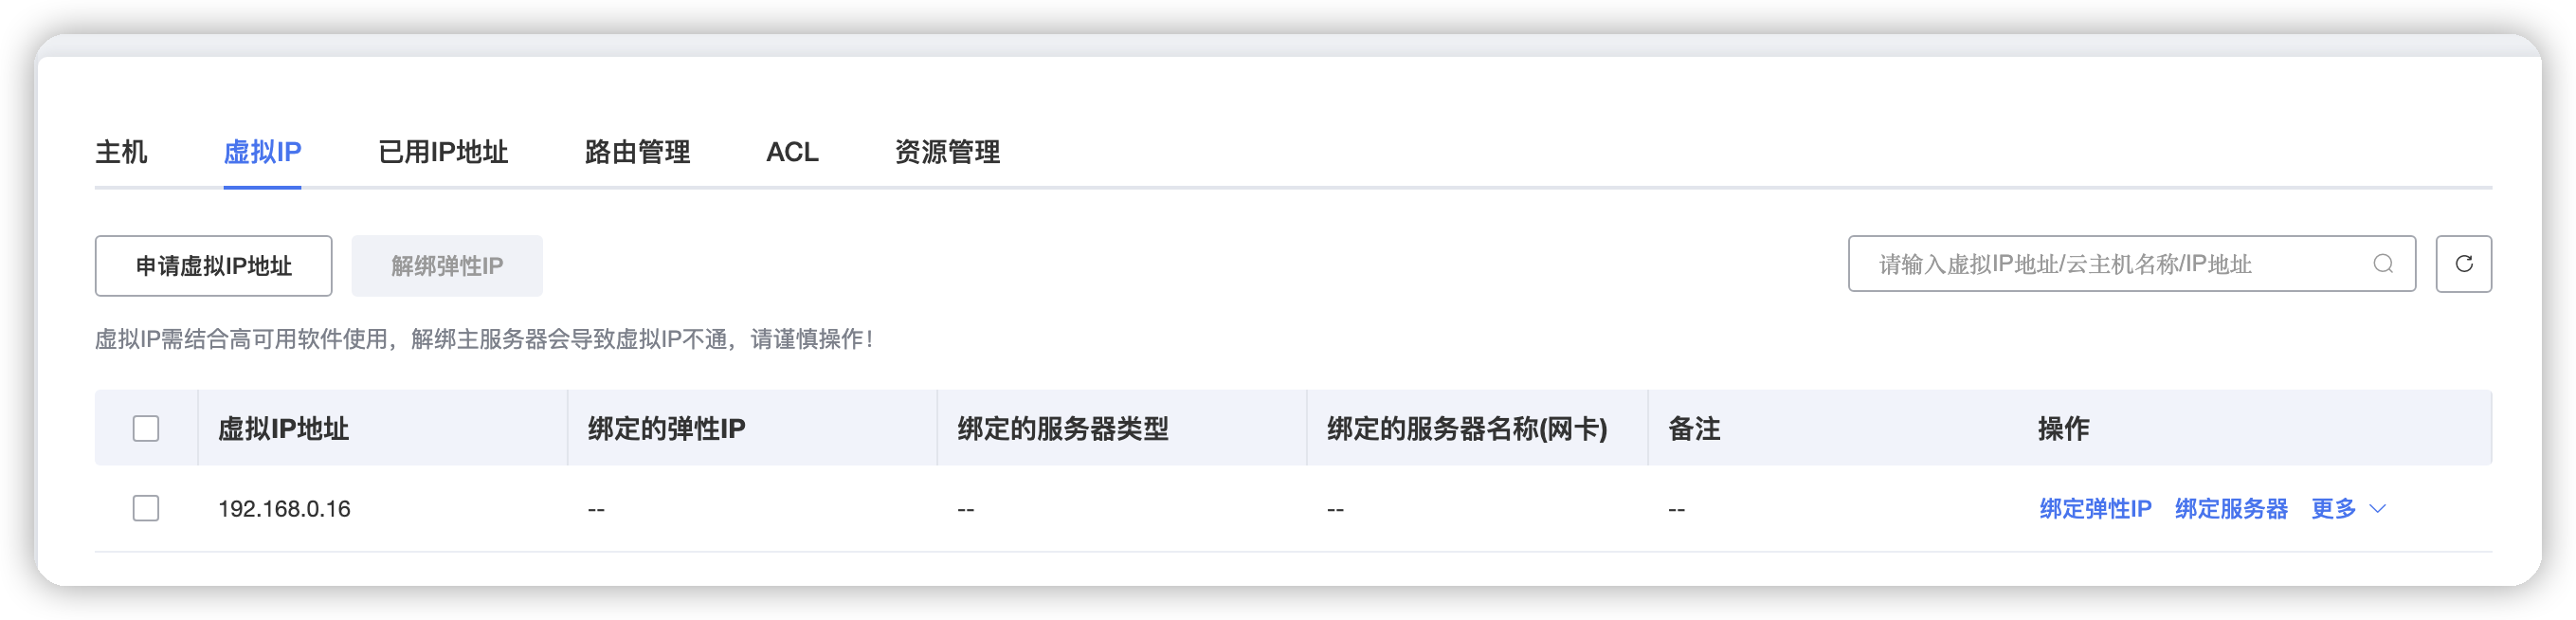 主机 虚拟IP 已用IP地址 路由管理 ACL 资源管理
申请虚拟IP地址 解绑弹性IP 请输入虚拟IP地址/云主机名称/IP地址
虚拟IP需结合高可用软件使用，解绑主服务器会导致虚拟IP不通，请谨慎操作！
虚拟IP地址 绑定的弹性IP 绑定的服务器类型 绑定的服务器名称(网卡) 备注 操作
192.168.0.16 -- -- -- -- 绑定弹性IP 绑定服务器 更多